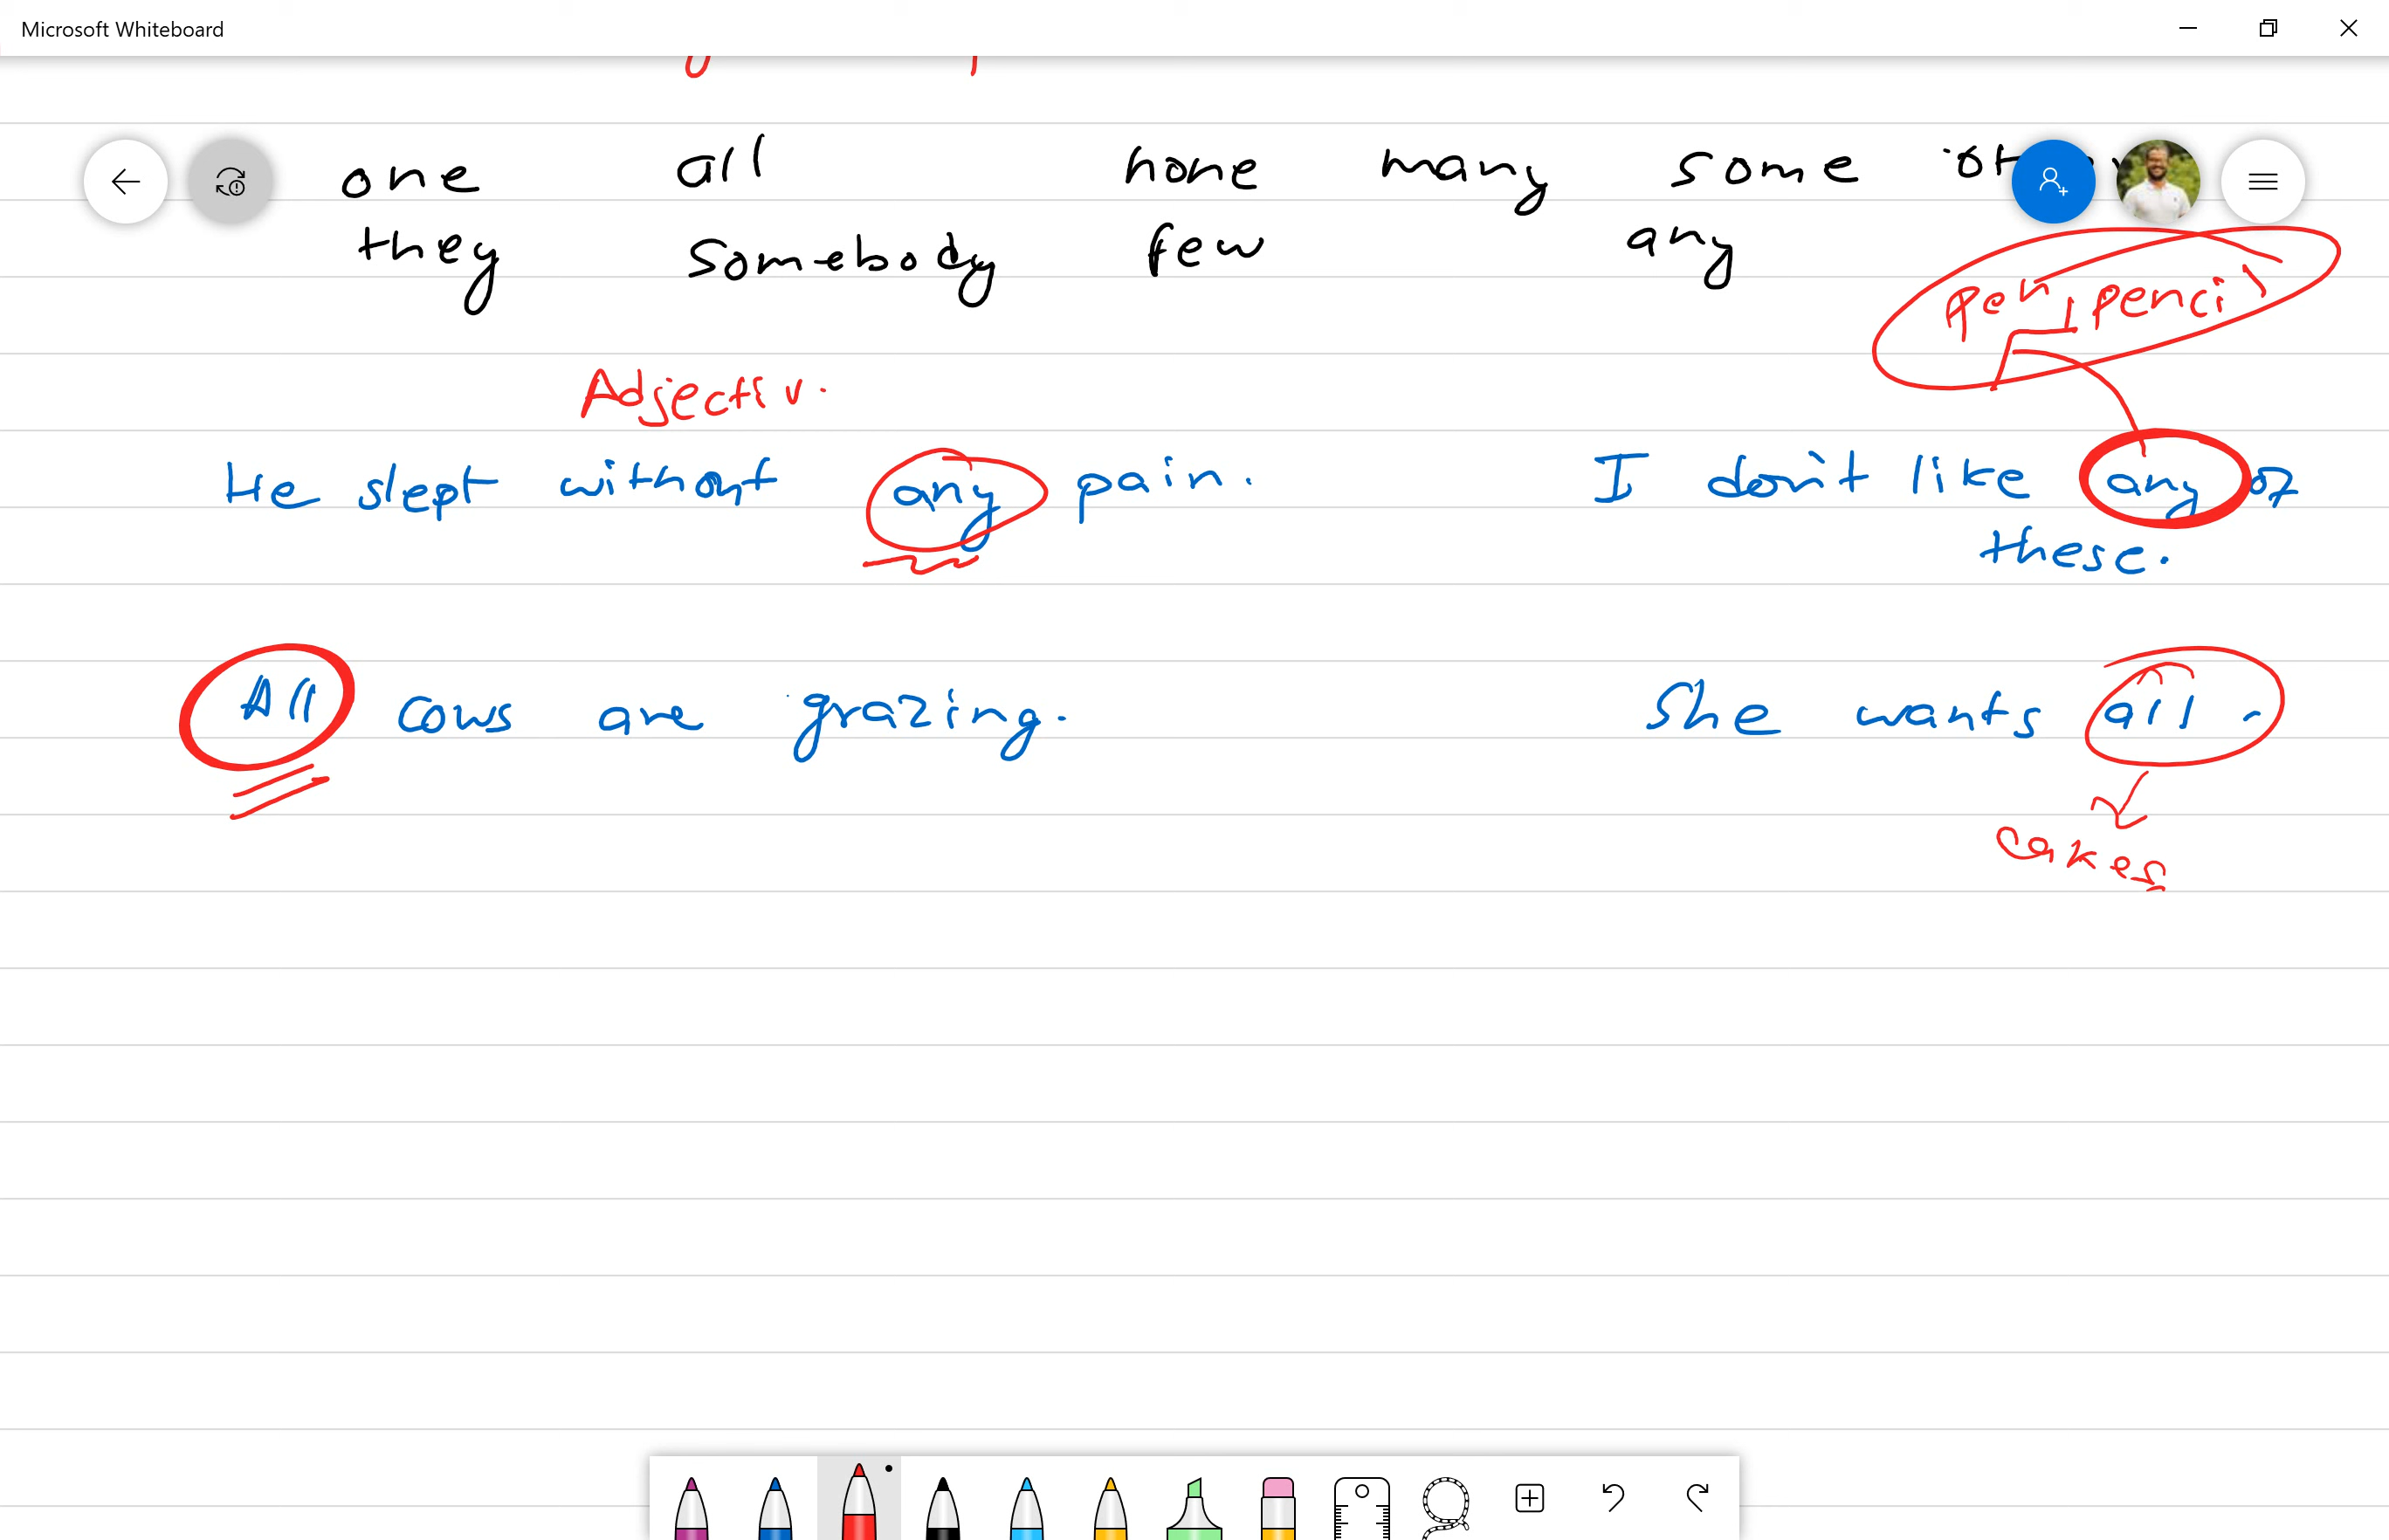 Microsoft Whiteboard
one all none many some
they somebody few any
pen, pencil
Adjectiv.
He slept without any pain. I don't like any of
these.
All cows are grazing. She wants all.
cakes